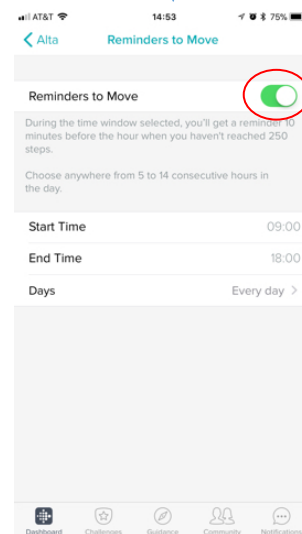 AT&T 14:53 75%
Alta Reminders to Move
Reminders to Move
During the time window selected, you'll get a reminder 10
minutes before the hour when you haven't reached 250
steps.
Choose anywhere from 5 to 14 consecutive hours in
the day.
Start Time 09:00
End Time 18:00
Days Every day
Dashboard Challenges Guidance Community Notifications